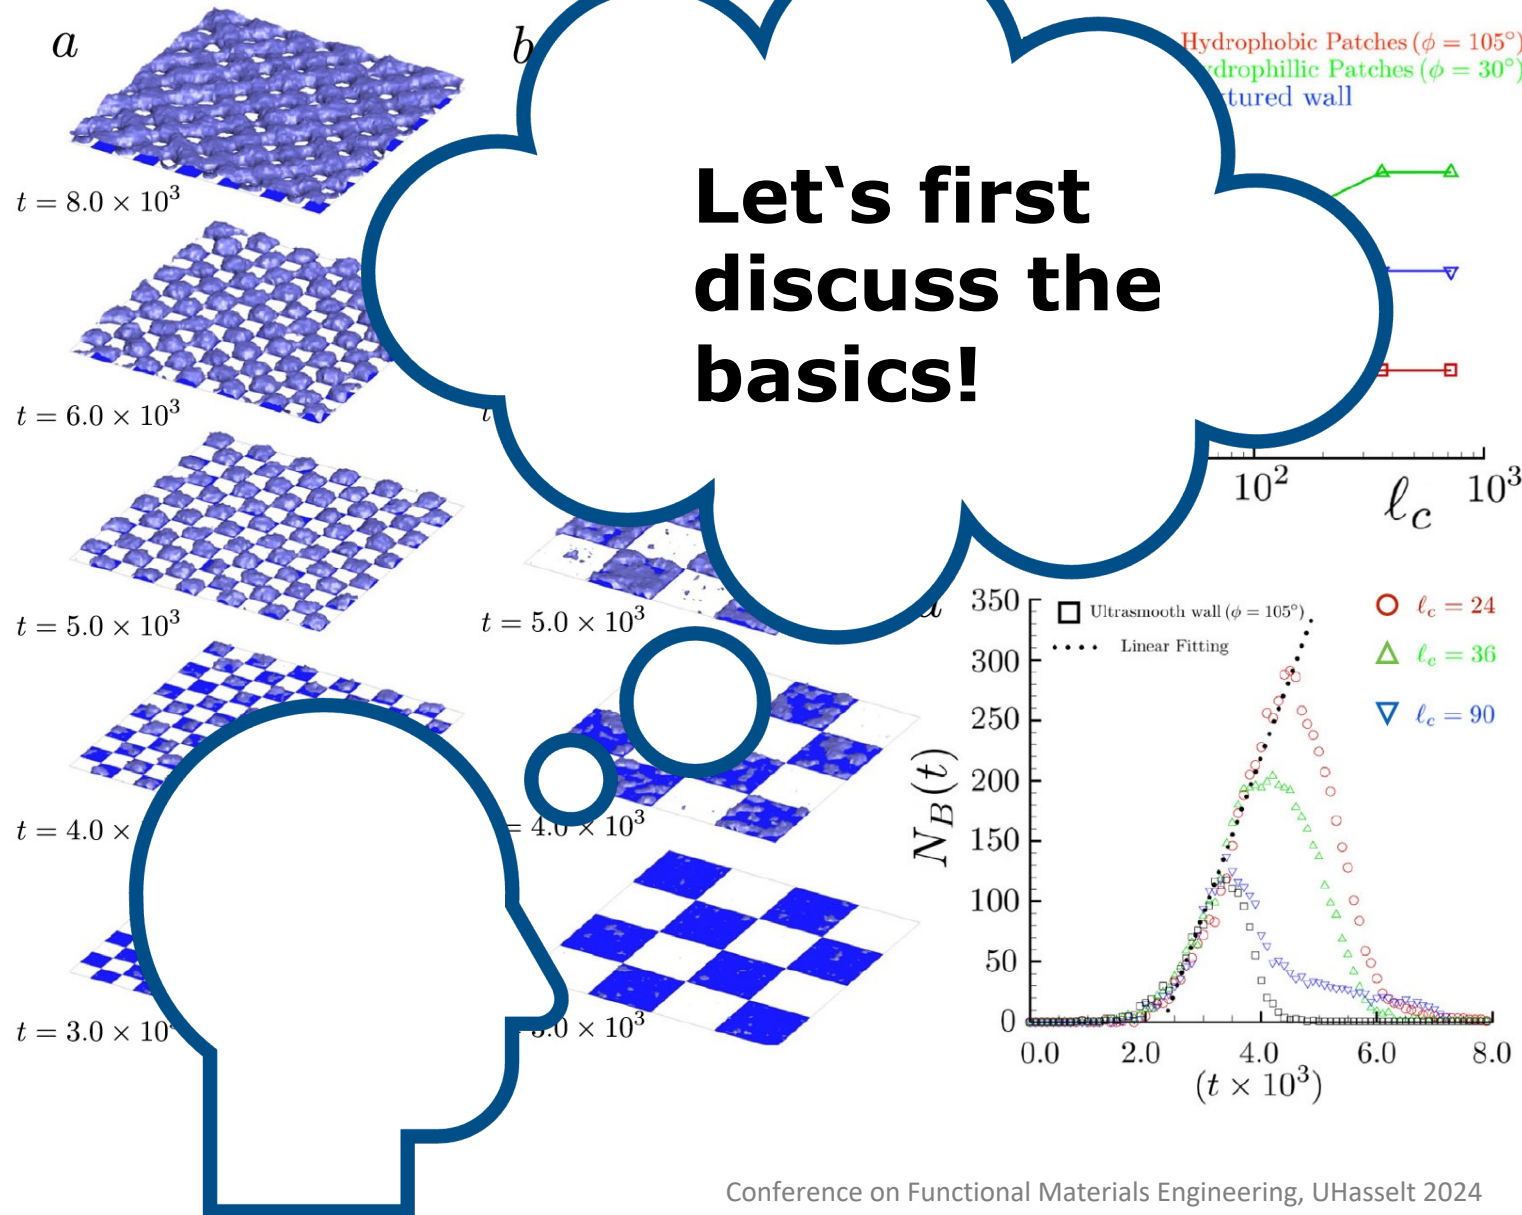 a
b
Hydrophobic Patches (ϕ = 105°)
ydrophillic Patches (ϕ = 30°)
xtured wall
Let‘s first
discuss the
basics!
t = 8.0 × 10³
t = 6.0 × 10³
t
10²
ℓc
10³
t = 5.0 × 10³
t = 5.0 × 10³
d
t = 4.0 ×
= 4.0 × 10³
t = 3.0 × 10
3.0 × 10³
350
300
250
200
150
100
50
0
N_B(t)
Ultrasmooth wall (ϕ = 105°)
Linear Fitting
ℓc = 24
ℓc = 36
ℓc = 90
0.0 2.0 4.0 6.0 8.0
(t × 10³)
Conference on Functional Materials Engineering, UHasselt 2024